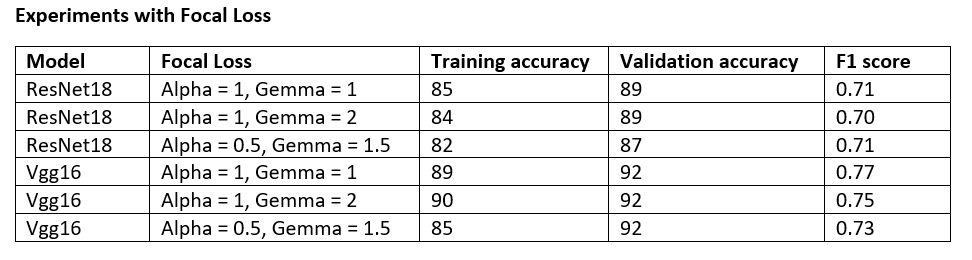 Experiments with Focal Loss
Model Focal Loss Training accuracy Validation accuracy F1 score
ResNet18 Alpha = 1, Gemma = 1 85 89 0.71
ResNet18 Alpha = 1, Gemma = 2 84 89 0.70
ResNet18 Alpha = 0.5, Gemma = 1.5 82 87 0.71
Vgg16 Alpha = 1, Gemma = 1 89 92 0.77
Vgg16 Alpha = 1, Gemma = 2 90 92 0.75
Vgg16 Alpha = 0.5, Gemma = 1.5 85 92 0.73